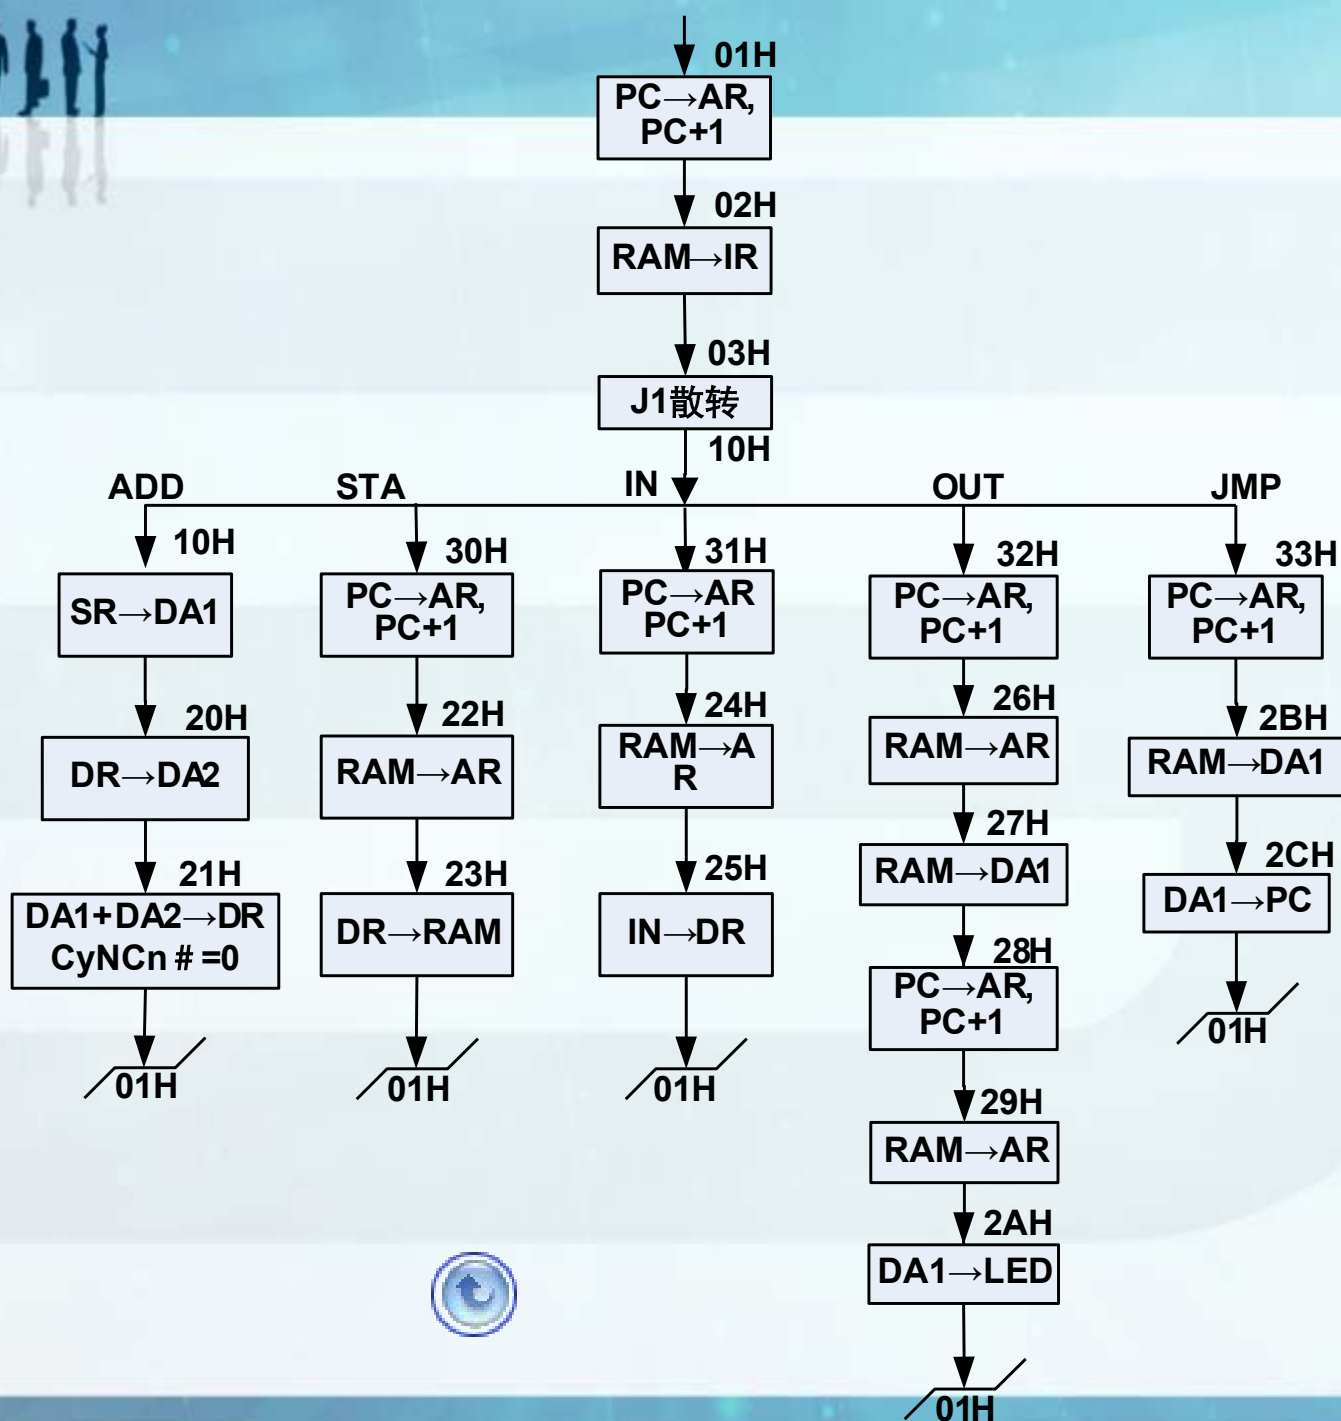 01H
PC→AR,
PC+1
02H
RAM→IR
03H
J1散转
10H
ADD
STA
IN
OUT
JMP
10H
SR→DA1
20H
DR→DA2
21H
DA1+DA2→DR
CyNCn # =0
01H
30H
PC→AR,
PC+1
22H
RAM→AR
23H
DR→RAM
01H
31H
PC→AR
PC+1
24H
RAM→A
R
25H
IN→DR
01H
32H
PC→AR,
PC+1
26H
RAM→AR
27H
RAM→DA1
28H
PC→AR,
PC+1
29H
RAM→AR
2AH
DA1→LED
01H
33H
PC→AR,
PC+1
2BH
RAM→DA1
2CH
DA1→PC
01H